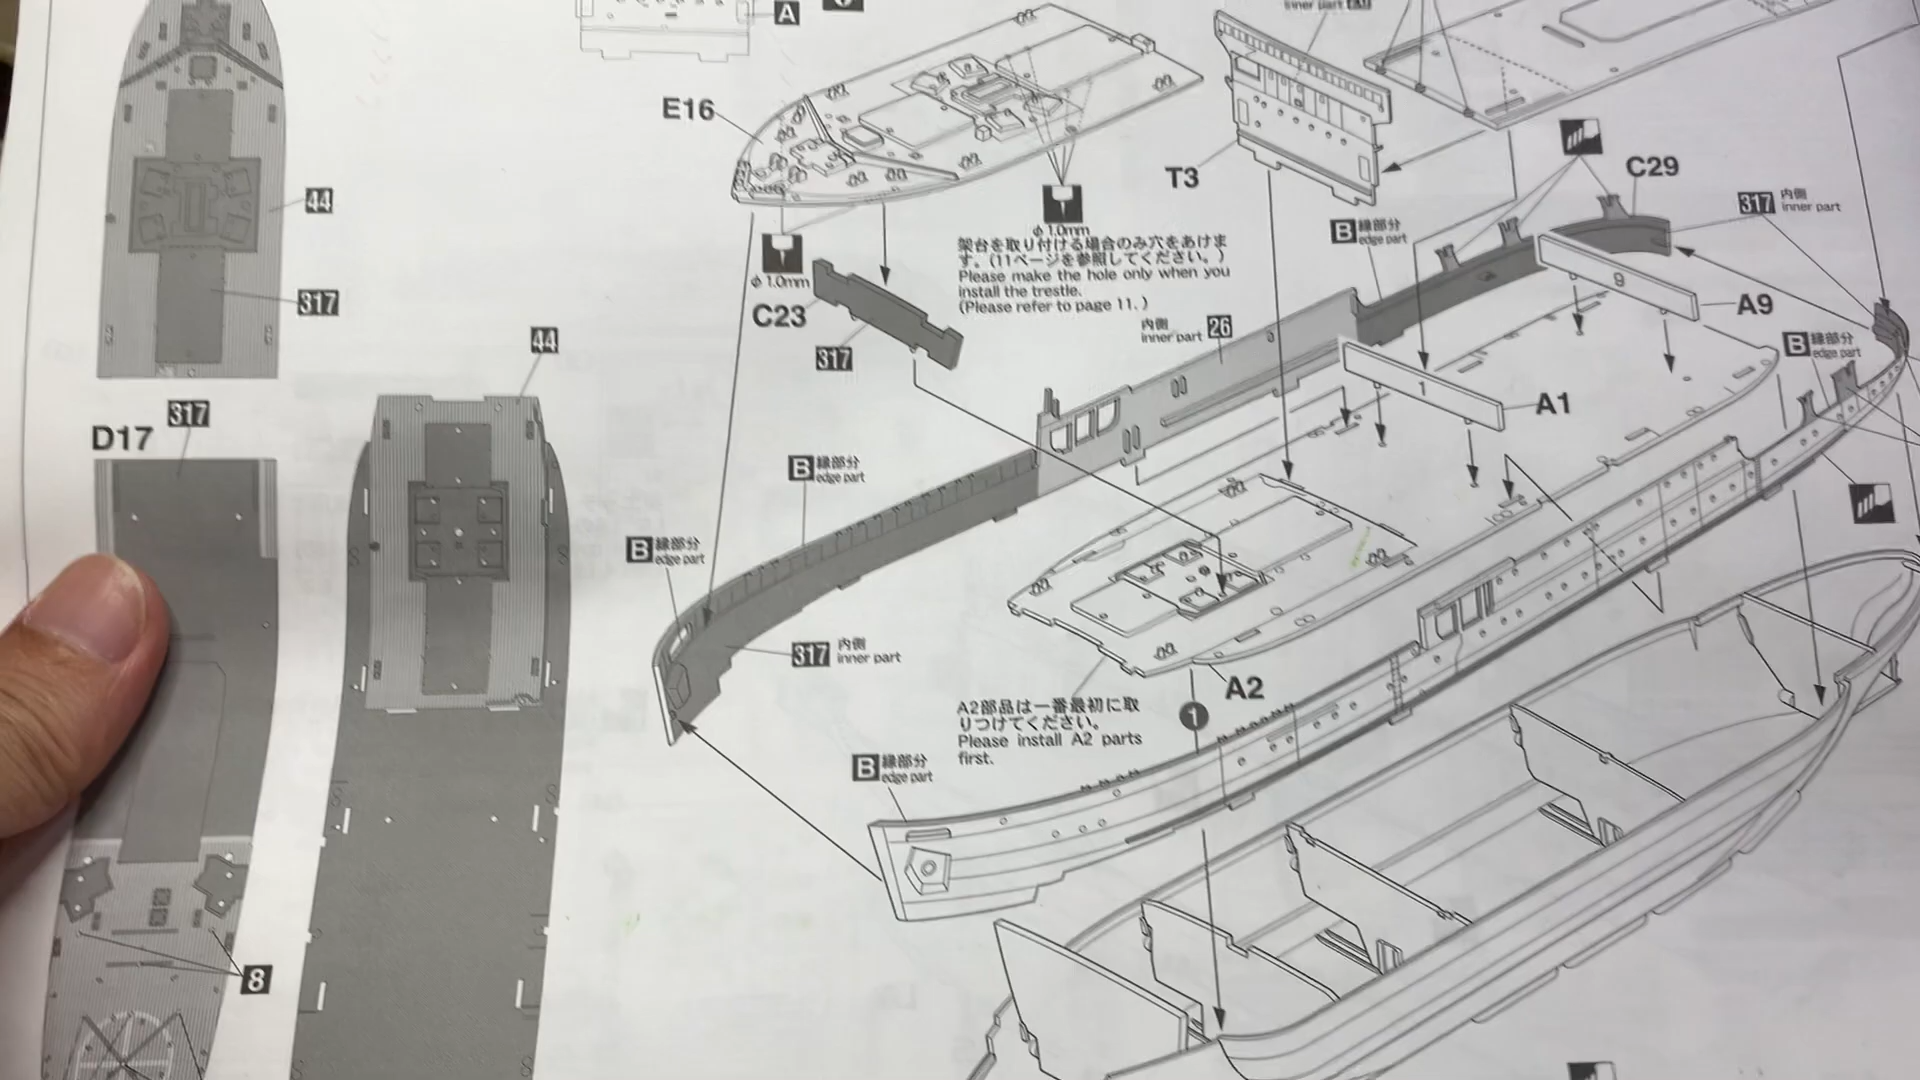 A
inner part
E16
T3
C29
317 内側
inner part
44
B 縁部分
edge part
φ1.0mm
架台を取り付ける場合のみ穴をあけま
す。(11ページを参照してください。)
Please make the hole only when you
install the trestle.
(Please refer to page 11. )
φ1.0mm
C23
317
9
A9
317
内側
inner part 26
B 縁部分
edge part
44
1
A1
317
D17
B 縁部分
edge part
B 縁部分
edge part
317 内側
inner part
A2
A2部品は一番最初に取
りつけてください。
Please install A2 parts
first.
1
B 縁部分
edge part
8